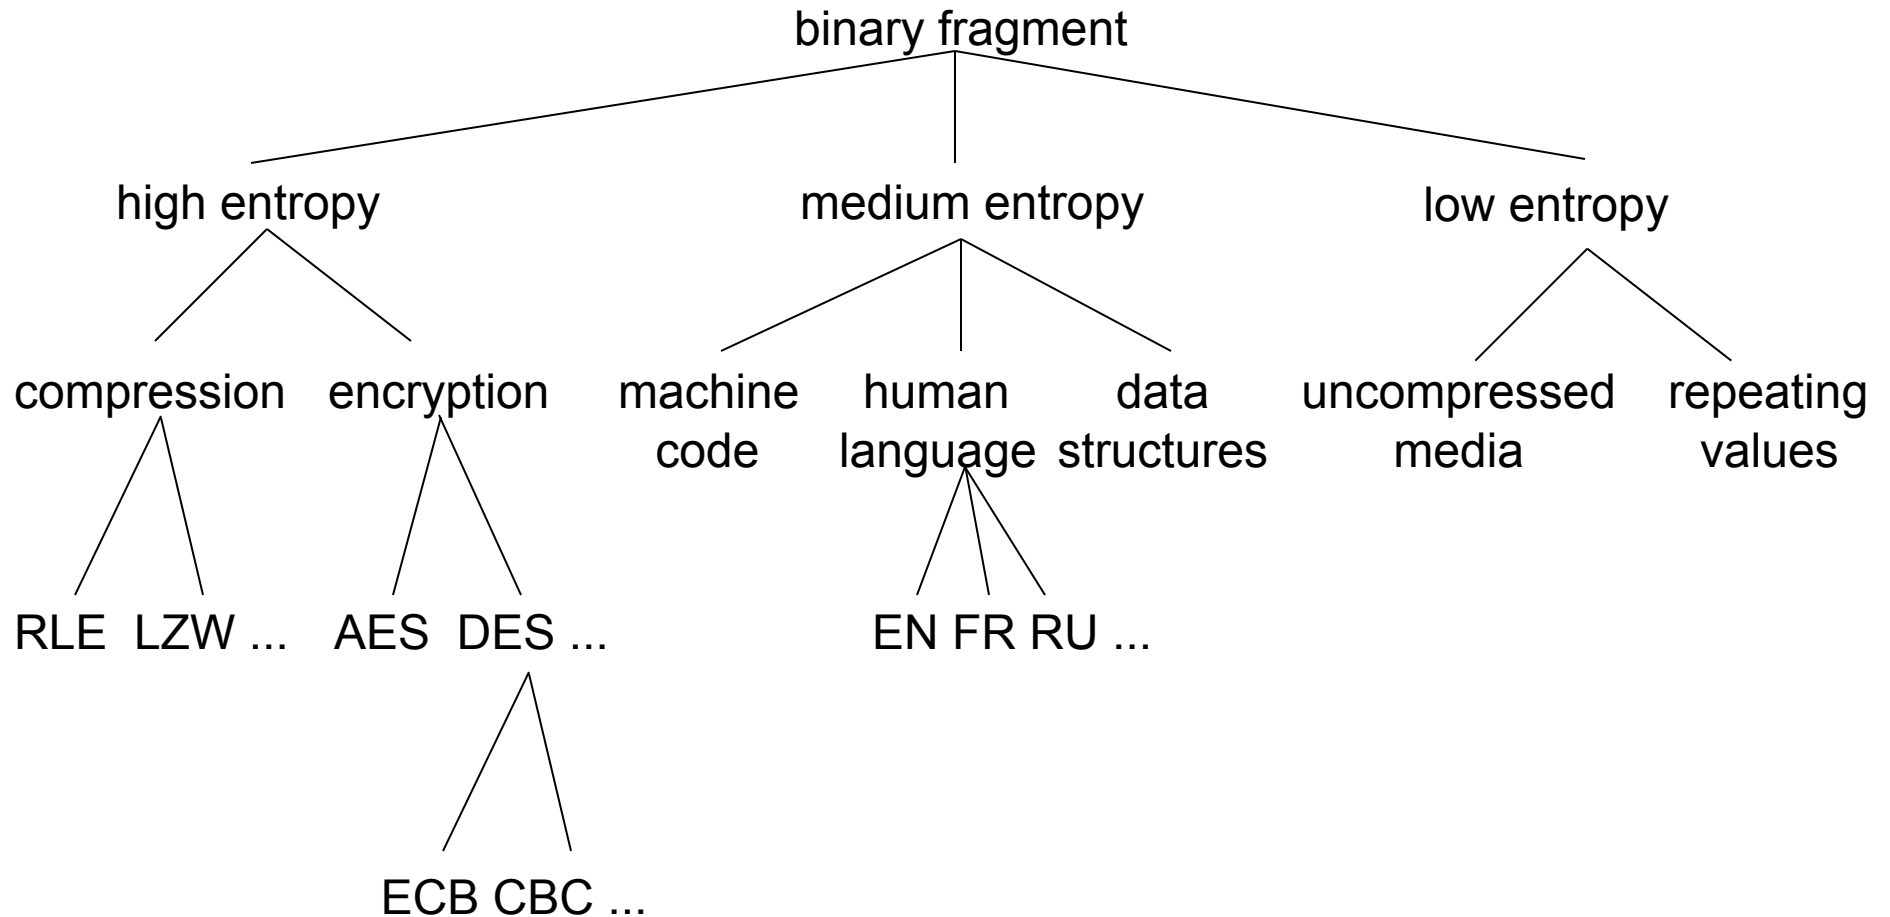 binary fragment
high entropy medium entropy low entropy
compression encryption machine human data uncompressed repeating
code language structures media values
RLE LZW ... AES DES ... EN FR RU ...
ECB CBC ...